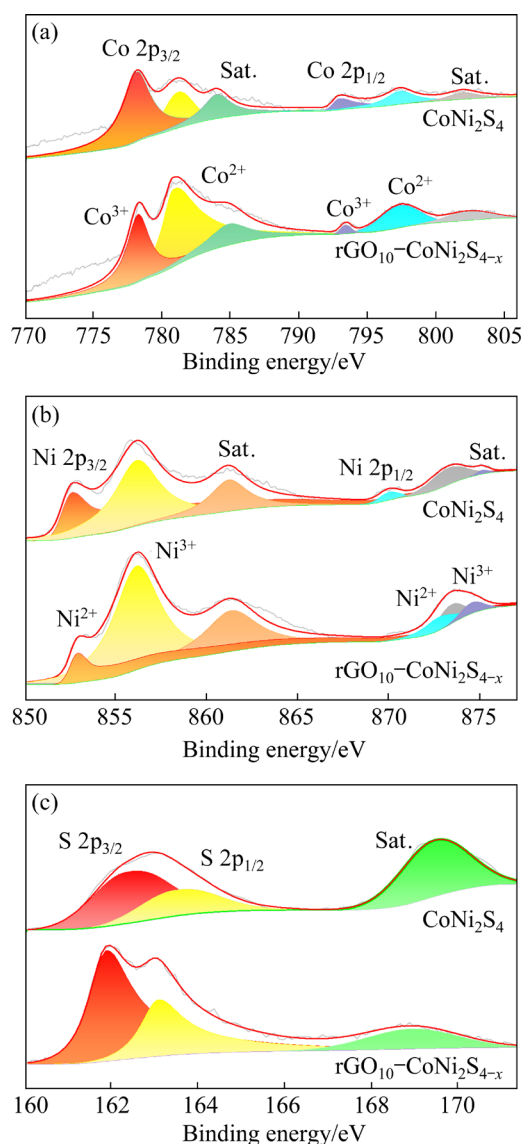 (a)
Co 2p3/2
Sat.
Co 2p1/2
Sat.
CoNi2S4
Co3+
Co2+
Co3+
Co2+
rGO10−CoNi2S4−x
770 775 780 785 790 795 800 805
Binding energy/eV
(b)
Ni 2p3/2
Sat.
Ni 2p1/2
Sat.
CoNi2S4
Ni2+
Ni3+
Ni2+
Ni3+
rGO10−CoNi2S4−x
850 855 860 865 870 875
Binding energy/eV
(c)
S 2p3/2
S 2p1/2
Sat.
CoNi2S4
rGO10−CoNi2S4−x
160 162 164 166 168 170
Binding energy/eV